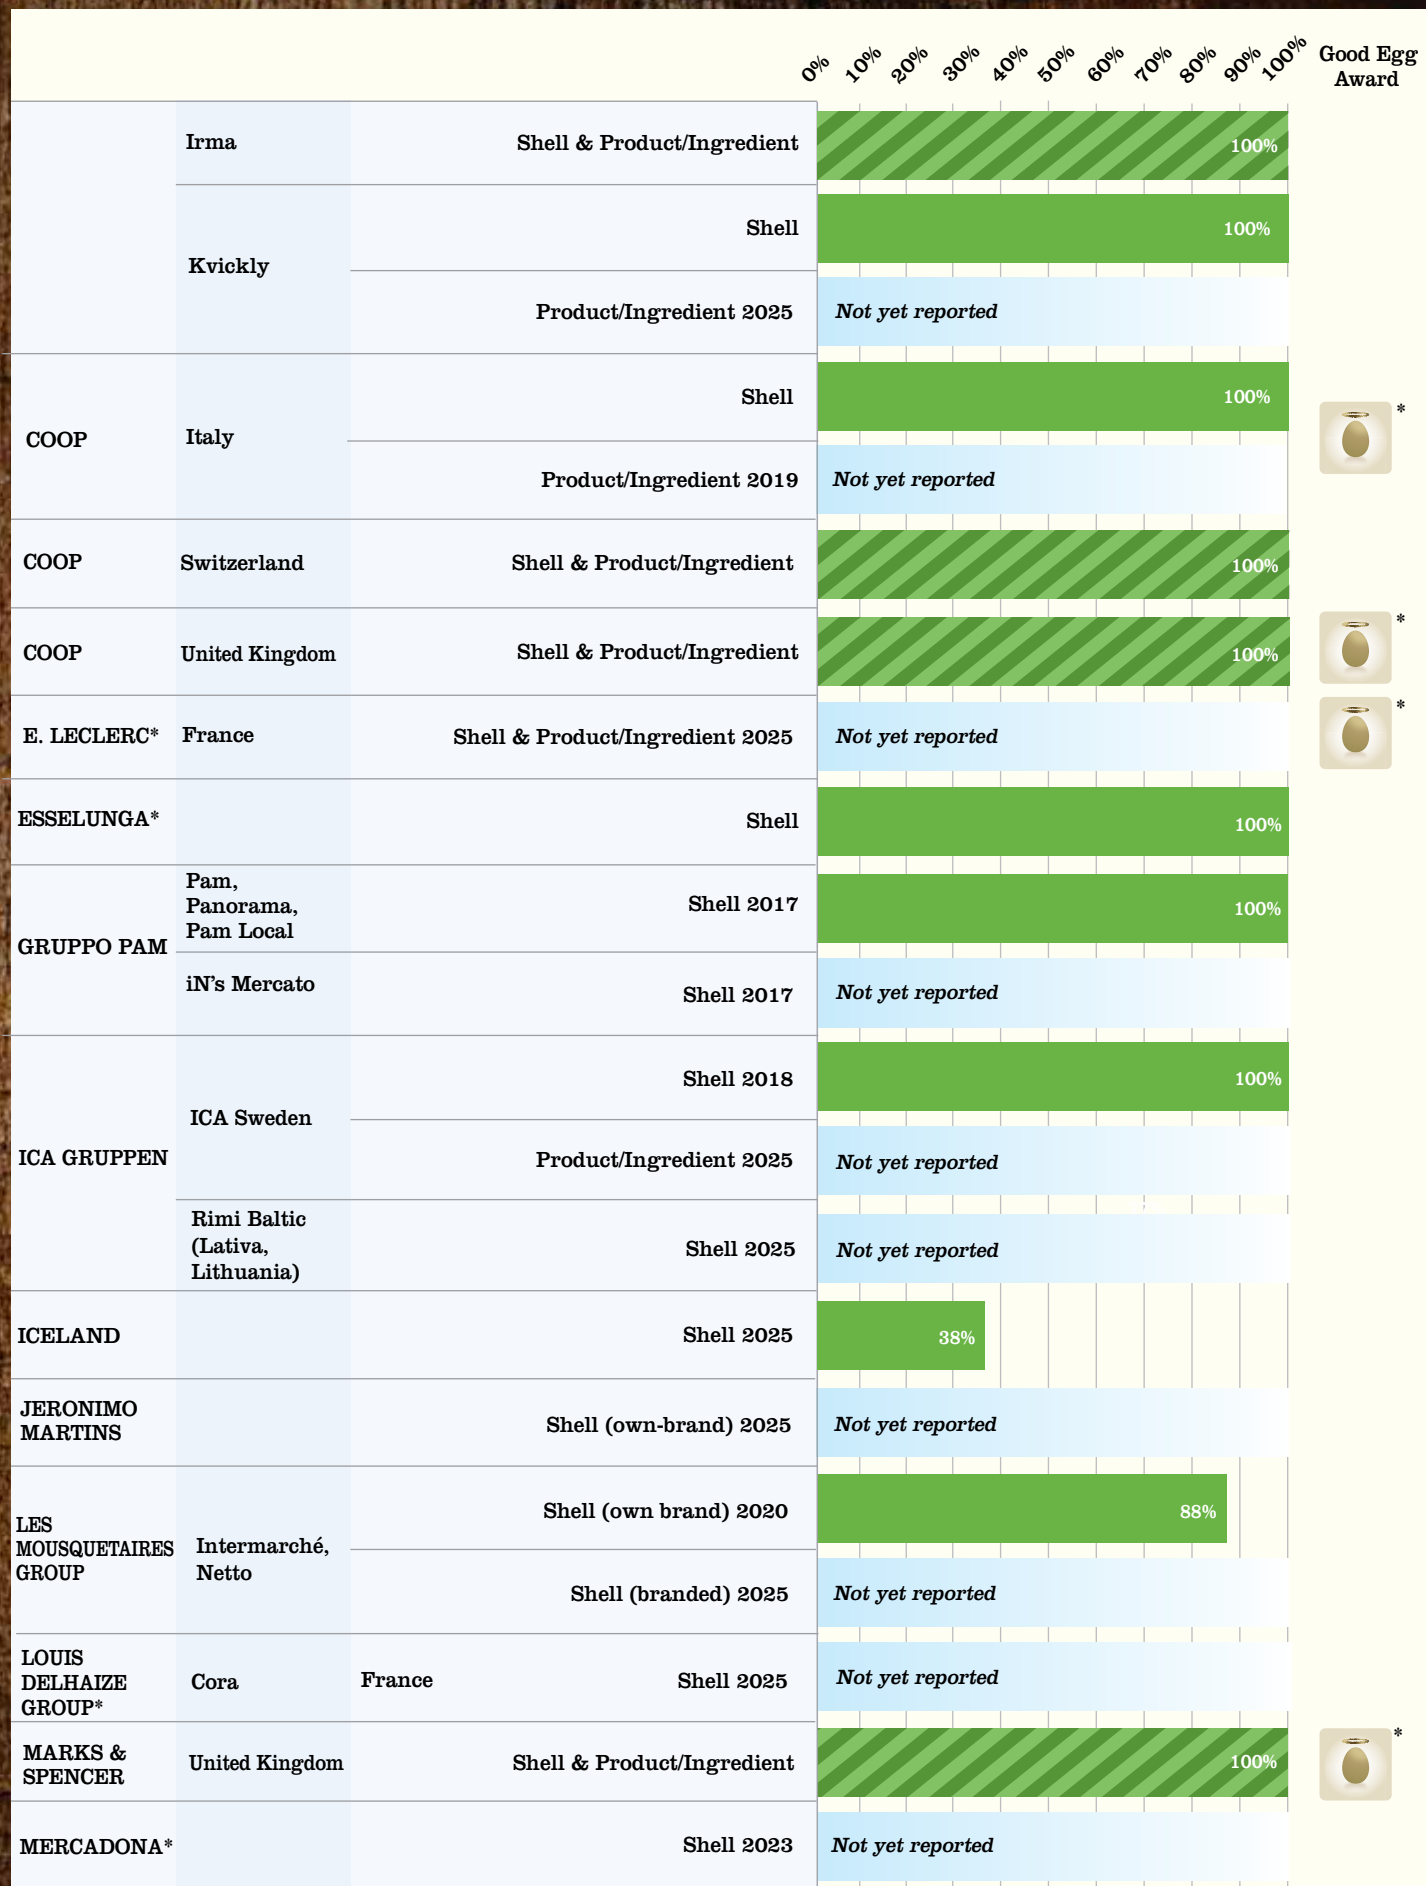 0% 10% 20% 30% 40% 50% 60% 70% 80% 90% 100% Good Egg
Award
Irma Shell & Product/Ingredient 100%
Kvickly
Shell 100%
Product/Ingredient 2025 Not yet reported
COOP Italy
Shell 100%
*
Product/Ingredient 2019 Not yet reported
COOP Switzerland Shell & Product/Ingredient 100%
COOP United Kingdom Shell & Product/Ingredient 100% *
E. LECLERC* France Shell & Product/Ingredient 2025 Not yet reported *
ESSELUNGA* Shell 100%
GRUPPO PAM
Pam,
Panorama,
Pam Local
Shell 2017 100%
iN’s Mercato Shell 2017 Not yet reported
ICA GRUPPEN
ICA Sweden
Shell 2018 100%
Product/Ingredient 2025 Not yet reported
Rimi Baltic
(Lativa,
Lithuania)
Shell 2025 Not yet reported
ICELAND Shell 2025 38%
JERONIMO
MARTINS
Shell (own-brand) 2025 Not yet reported
LES
MOUSQUETAIRES
GROUP
Intermarché,
Netto
Shell (own brand) 2020 88%
Shell (branded) 2025 Not yet reported
LOUIS
DELHAIZE
GROUP*
Cora France Shell 2025 Not yet reported
MARKS &
SPENCER
United Kingdom Shell & Product/Ingredient 100% *
MERCADONA* Shell 2023 Not yet reported